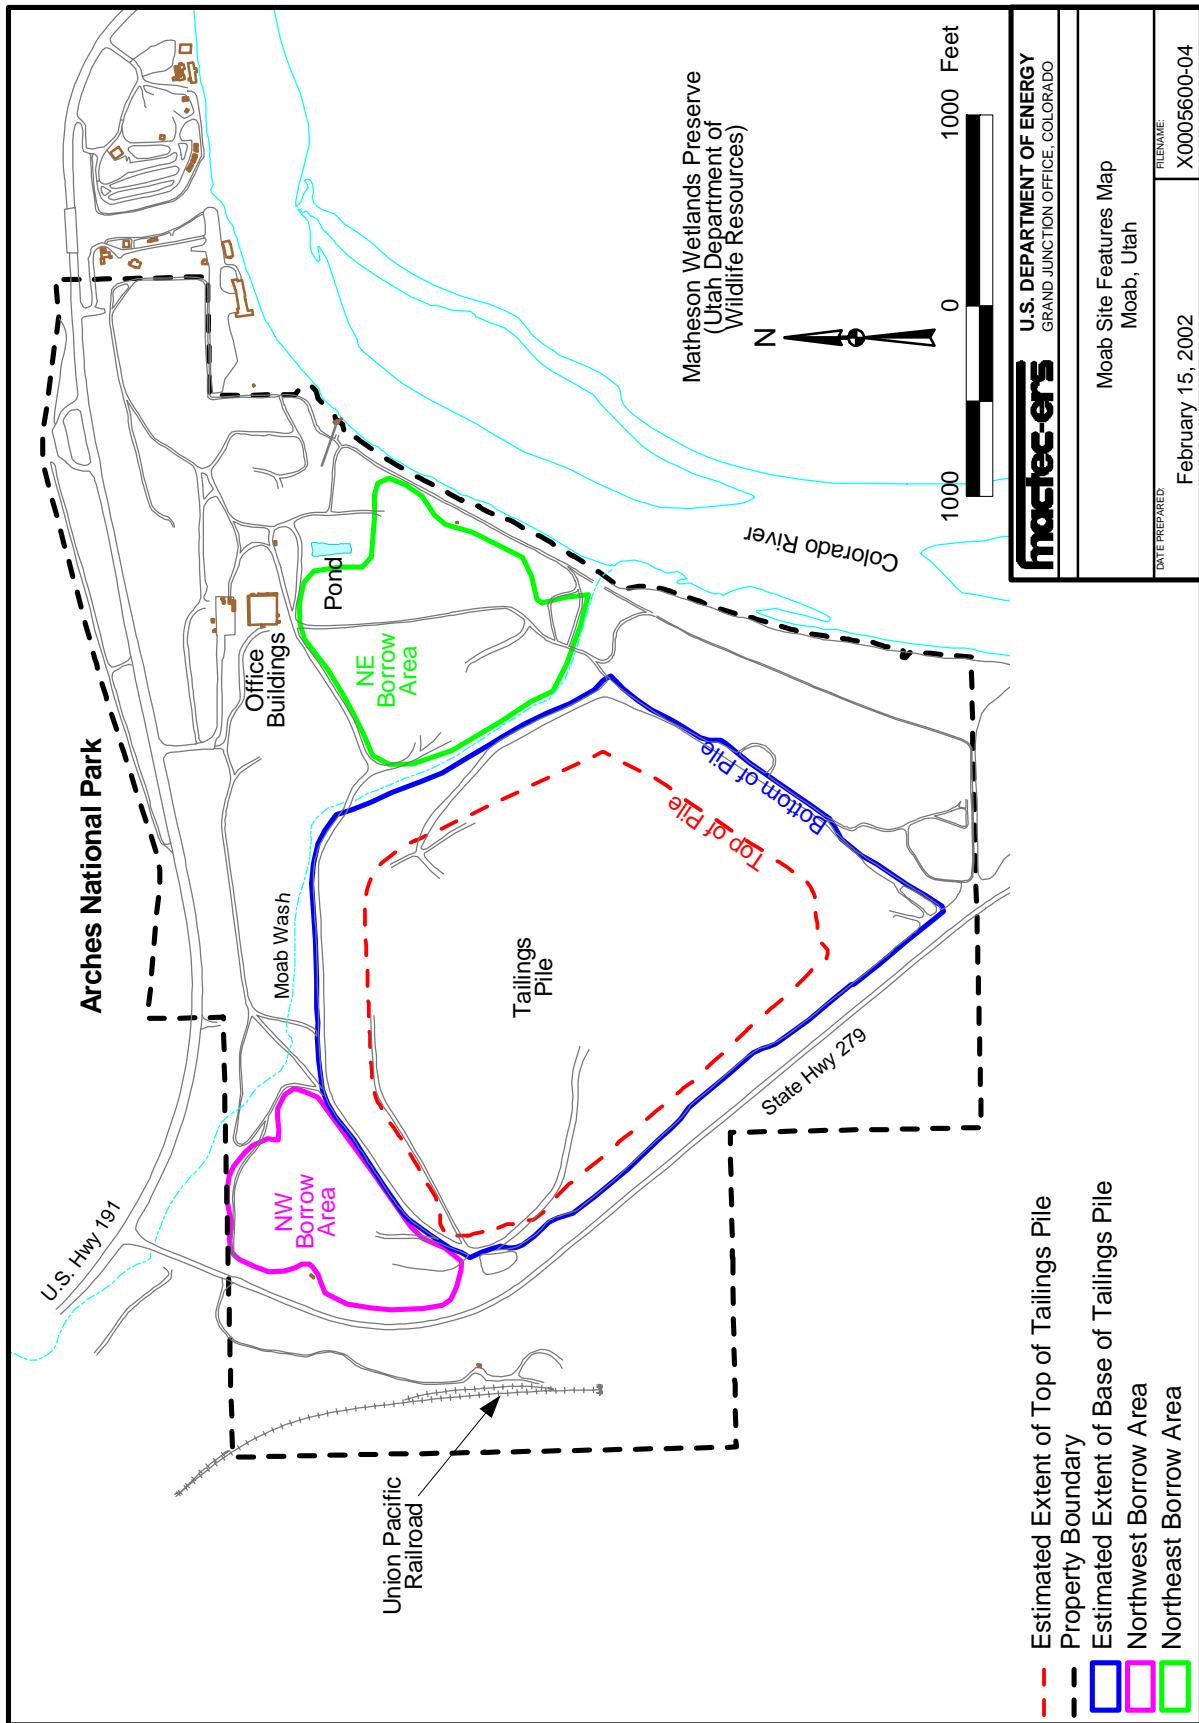 Arches National Park
U.S. Hwy 191
Moab Wash
Office
Buildings
Pond
NW
Borrow
Area
NE
Borrow
Area
Tailings
Pile
Top of Pile
Bottom of Pile
State Hwy 279
Union Pacific
Railroad
Colorado River
Matheson Wetlands Preserve
(Utah Department of
Wildlife Resources)
N
1000 0 1000 Feet
Estimated Extent of Top of Tailings Pile
Property Boundary
Estimated Extent of Base of Tailings Pile
Northwest Borrow Area
Northeast Borrow Area
mactec-ers
U.S. DEPARTMENT OF ENERGY
GRAND JUNCTION OFFICE, COLORADO
Moab Site Features Map
Moab, Utah
DATE PREPARED:
February 15, 2002
FILENAME:
X0005600-04